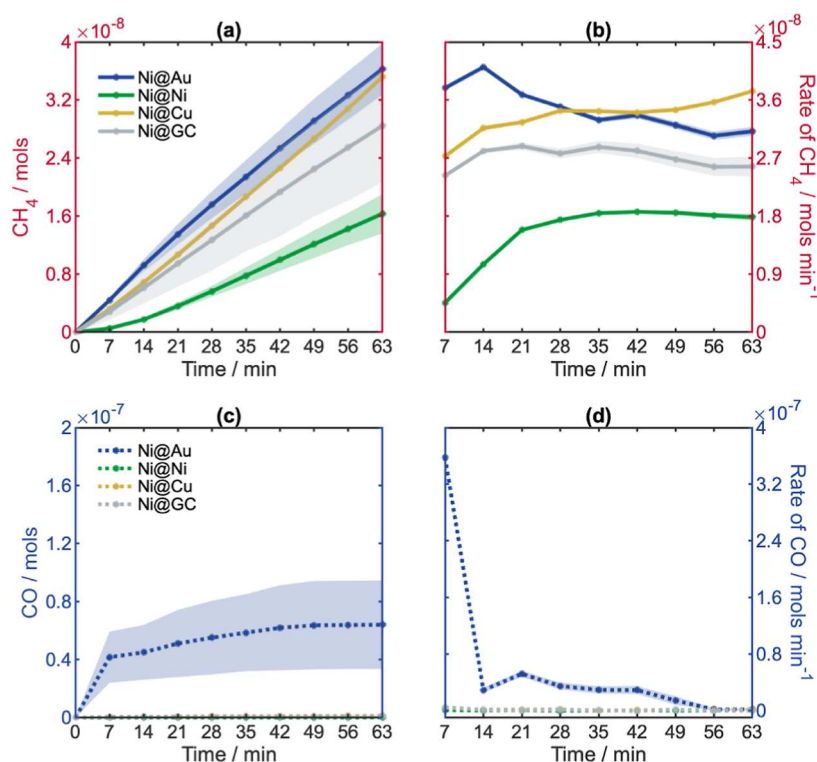 (a)
×10⁻⁸
4
3.2
2.4
1.6
0.8
0
CH₄ / mols
Ni@Au
Ni@Ni
Ni@Cu
Ni@GC
0 7 14 21 28 35 42 49 56 63
Time / min
(b)
×10⁻⁸
4.5
3.6
2.7
1.8
0.9
0
Rate of CH₄ / mols min⁻¹
7 14 21 28 35 42 49 56 63
Time / min
(c)
×10⁻⁷
2
1.6
1.2
0.8
0.4
0
CO / mols
Ni@Au
Ni@Ni
Ni@Cu
Ni@GC
0 7 14 21 28 35 42 49 56 63
Time / min
(d)
×10⁻⁷
4
3.2
2.4
1.6
0.8
0
Rate of CO / mols min⁻¹
7 14 21 28 35 42 49 56 63
Time / min